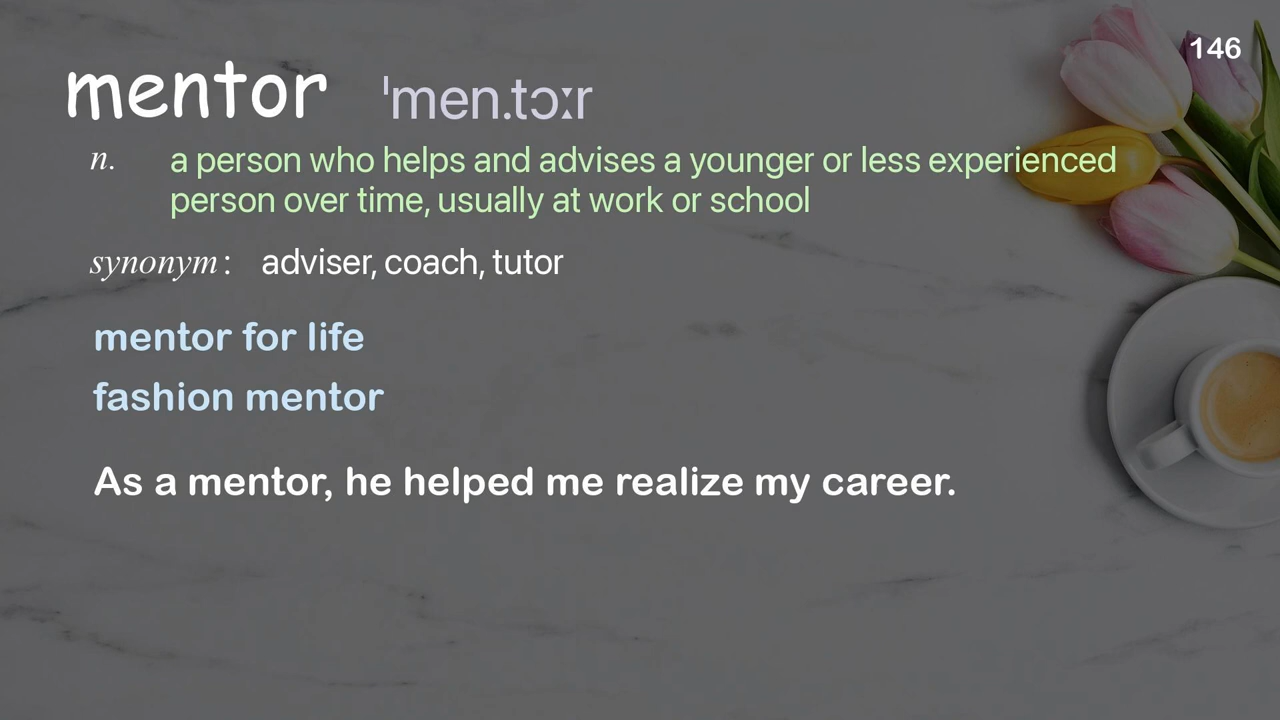 146
mentor ˈmen.tɔːr
n. a person who helps and advises a younger or less experienced
person over time, usually at work or school
synonym: adviser, coach, tutor
mentor for life
fashion mentor
As a mentor, he helped me realize my career.